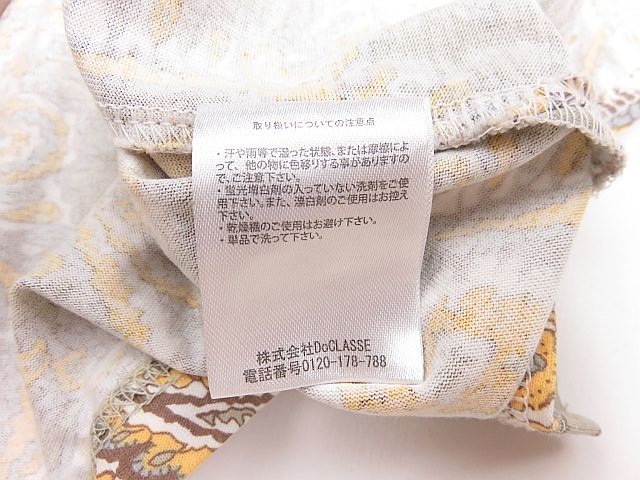 取り扱いについての注意点
・汗や雨等で湿った状態、または摩擦によ
って、他の物に色移りする事がありますの
で、ご注意下さい。
・蛍光増白剤の入っていない洗剤をご使
用下さい。また、漂白剤のご使用はお控え
下さい。
・乾燥機のご使用はお避け下さい。
・単品で洗って下さい。
株式会社DoCLASSE
電話番号0120-178-788